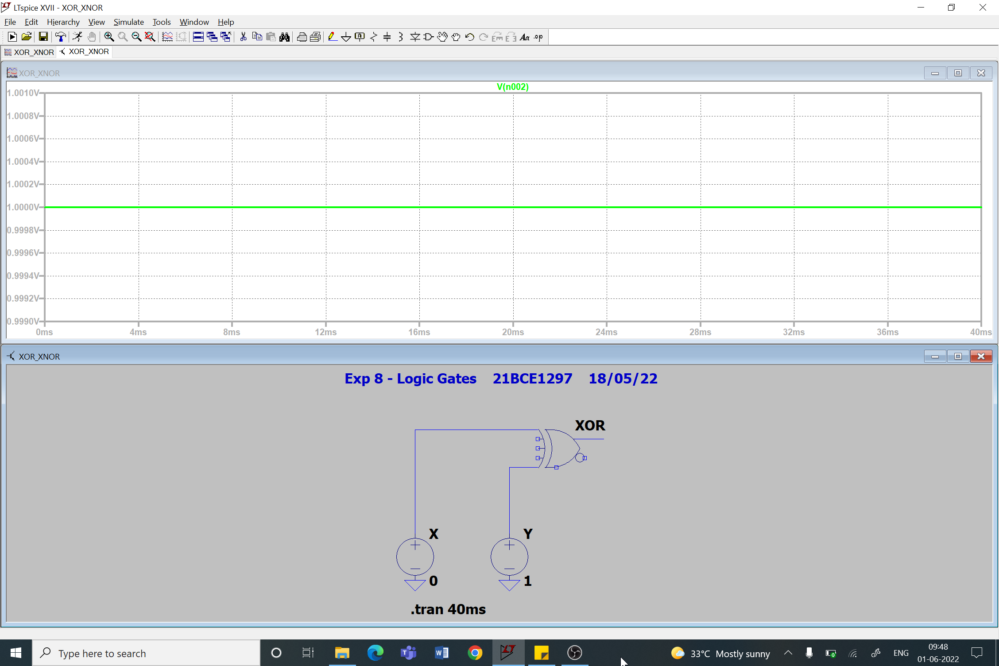 LTspice XVII - XOR_XNOR
File Edit Hierarchy View Simulate Tools Window Help
XOR_XNOR XOR_XNOR
XOR_XNOR
V(n002)
1.0010V
1.0008V
1.0006V
1.0004V
1.0002V
1.0000V
0.9998V
0.9996V
0.9994V
0.9992V
0.9990V
0ms 4ms 8ms 12ms 16ms 20ms 24ms 28ms 32ms 36ms 40ms
XOR_XNOR
Exp 8 - Logic Gates 21BCE1297 18/05/22
XOR
X Y
0 1
.tran 40ms
Type here to search
33°C Mostly sunny
ENG
09:48
01-06-2022